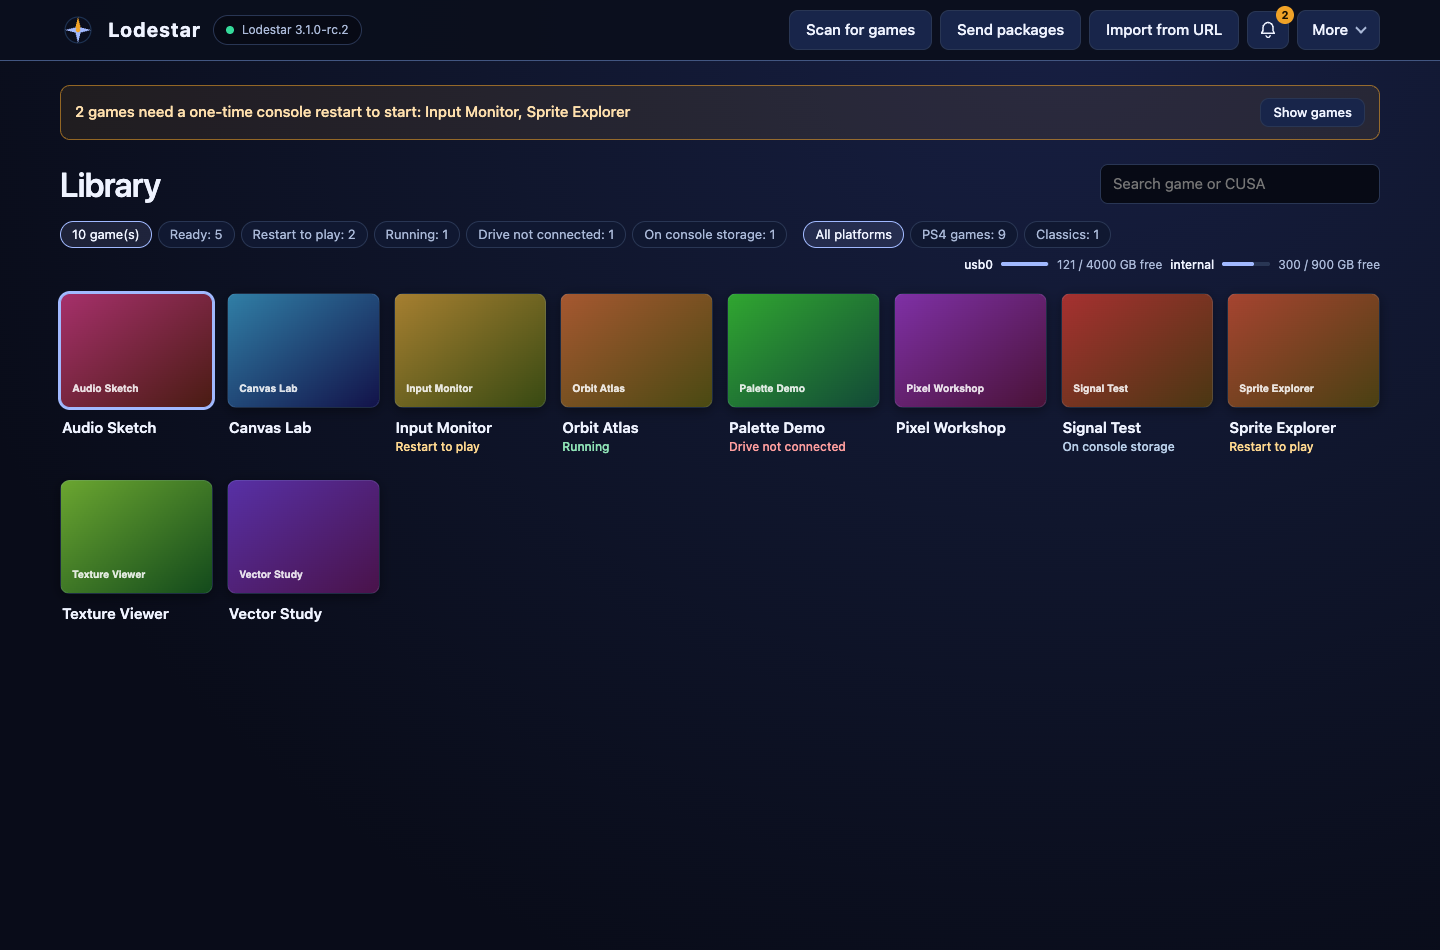 Lodestar
Lodestar 3.1.0-rc.2
Scan for games
Send packages
Import from URL
2
More
2 games need a one-time console restart to start: Input Monitor, Sprite Explorer
Show games
Library
Search game or CUSA
10 game(s)
Ready: 5
Restart to play: 2
Running: 1
Drive not connected: 1
On console storage: 1
All platforms
PS4 games: 9
Classics: 1
usb0
121 / 4000 GB free
internal
300 / 900 GB free
Audio Sketch
Canvas Lab
Input Monitor
Orbit Atlas
Palette Demo
Pixel Workshop
Signal Test
Sprite Explorer
Audio Sketch
Canvas Lab
Input Monitor
Orbit Atlas
Palette Demo
Pixel Workshop
Signal Test
Sprite Explorer
Restart to play
Running
Drive not connected
On console storage
Restart to play
Texture Viewer
Vector Study
Texture Viewer
Vector Study